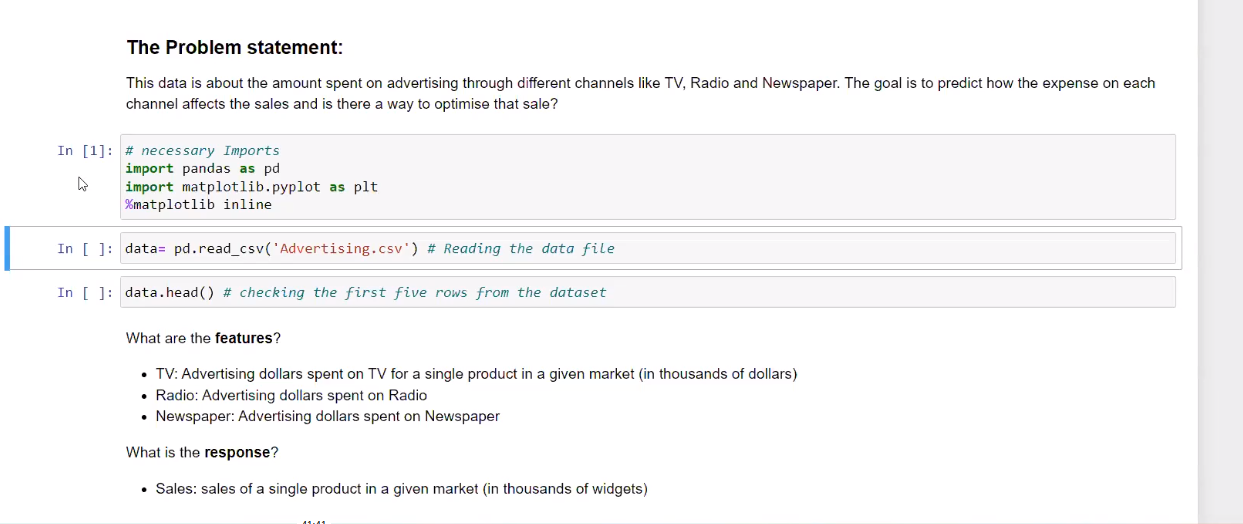 The Problem statement:
This data is about the amount spent on advertising through different channels like TV, Radio and Newspaper. The goal is to predict how the expense on each
channel affects the sales and is there a way to optimise that sale?
In [1]: # necessary Imports
import pandas as pd
import matplotlib.pyplot as plt
%matplotlib inline
In [ ]: data= pd.read_csv('Advertising.csv') # Reading the data file
In [ ]: data.head() # checking the first five rows from the dataset
What are the features?
• TV: Advertising dollars spent on TV for a single product in a given market (in thousands of dollars)
• Radio: Advertising dollars spent on Radio
• Newspaper: Advertising dollars spent on Newspaper
What is the response?
• Sales: sales of a single product in a given market (in thousands of widgets)